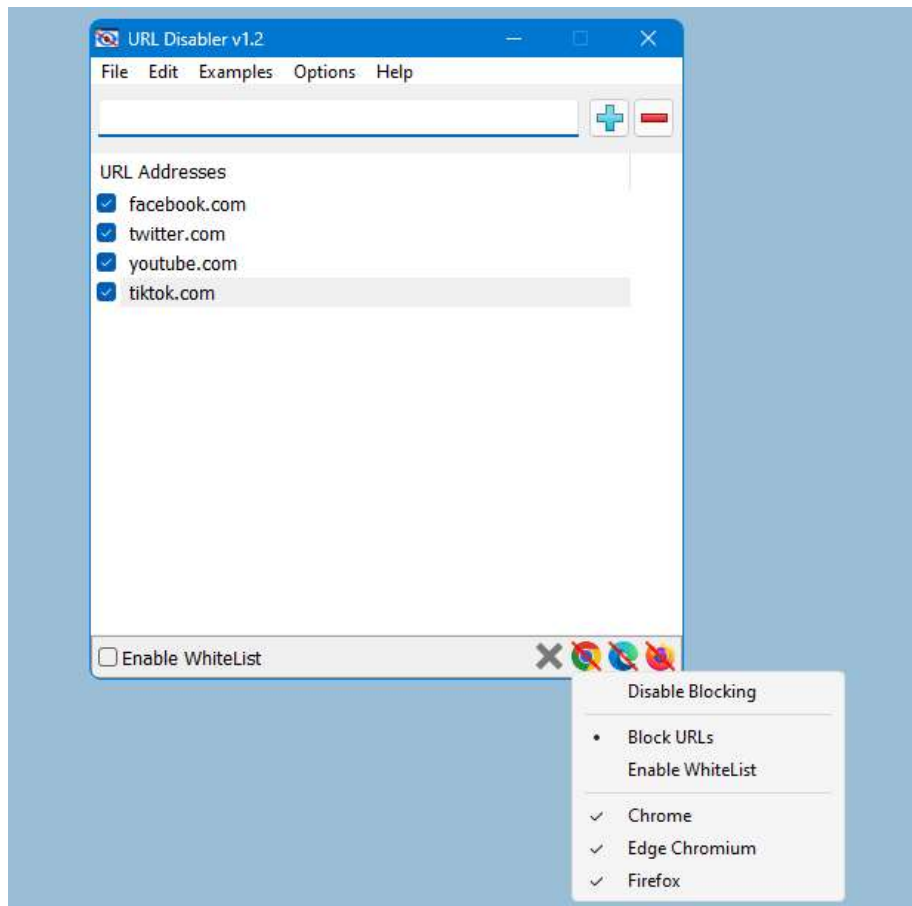 URL Disabler v1.2
File Edit Examples Options Help
URL Addresses
facebook.com
twitter.com
youtube.com
tiktok.com
Enable WhiteList
Disable Blocking
Block URLs
Enable WhiteList
Chrome
Edge Chromium
Firefox